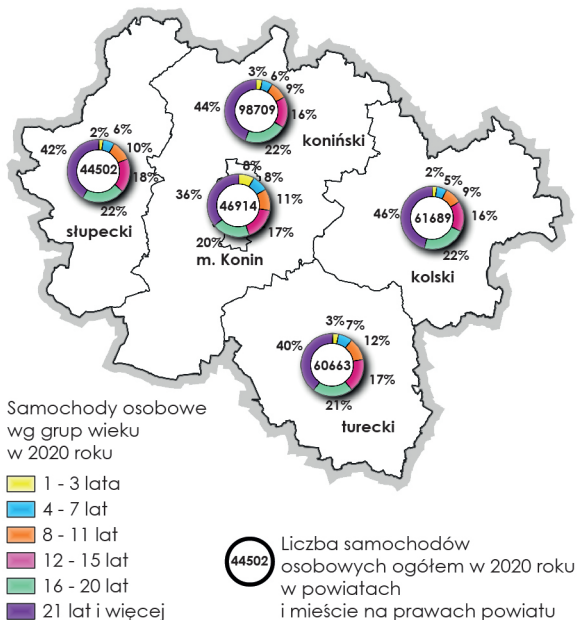 3% 6%
9%
44%
98709
16%
koniński
22%
2% 6%
42%
10%
44502
18%
22%
słupecki
8%
8%
36%
11%
46914
17%
20%
m. Konin
2% 5%
9%
46%
61689
16%
22%
kolski
3% 7%
12%
40%
60663
17%
21%
turecki
Samochody osobowe
wg grup wieku
w 2020 roku
1 - 3 lata
4 - 7 lat
8 - 11 lat
12 - 15 lat
16 - 20 lat
21 lat i więcej
44502
Liczba samochodów
osobowych ogółem w 2020 roku
w powiatach
i mieście na prawach powiatu